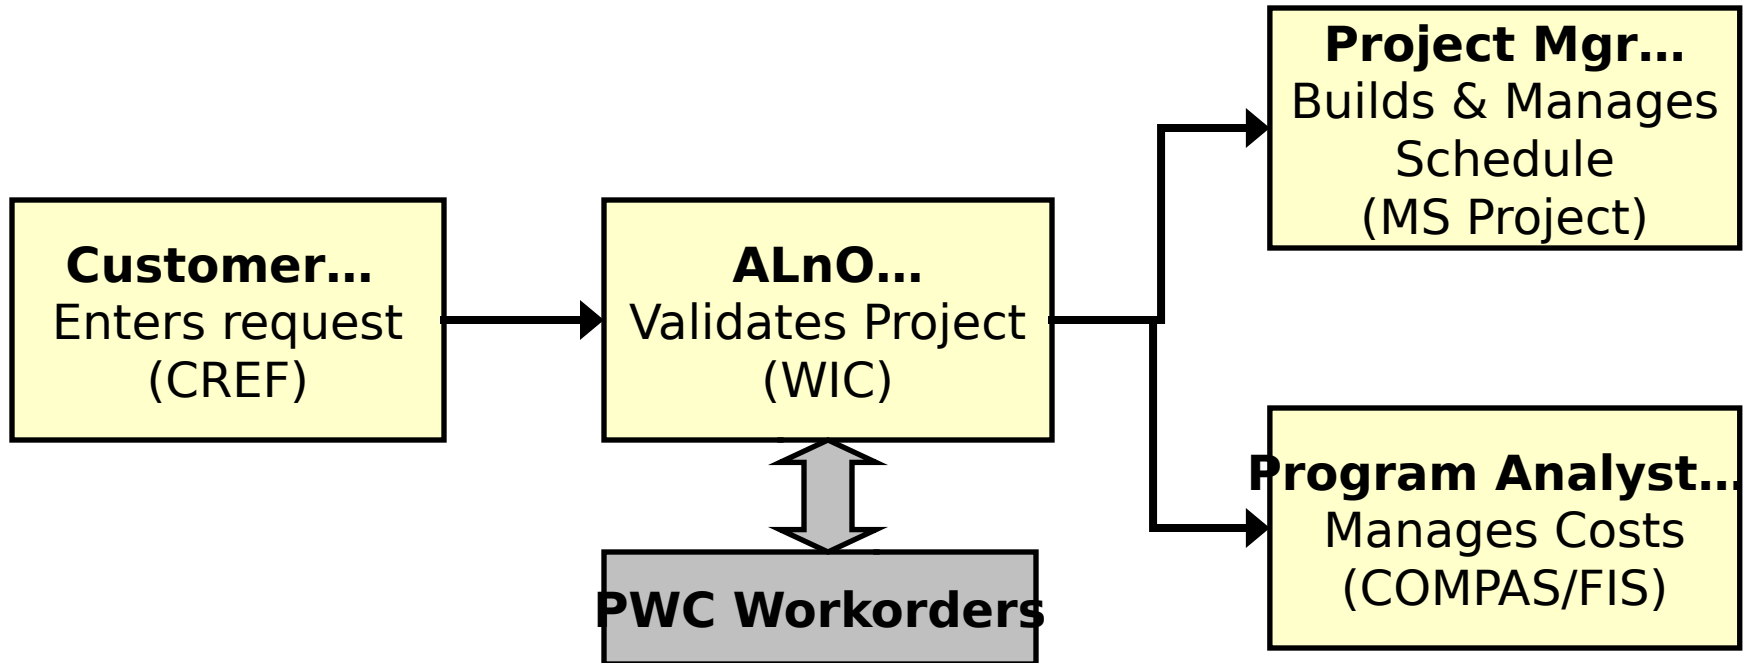 Customer...
Enters request
(CREF)
ALnO...
Validates Project
(WIC)
Project Mgr...
Builds & Manages
Schedule
(MS Project)
Program Analyst...
Manages Costs
(COMPAS/FIS)
PWC Workorders